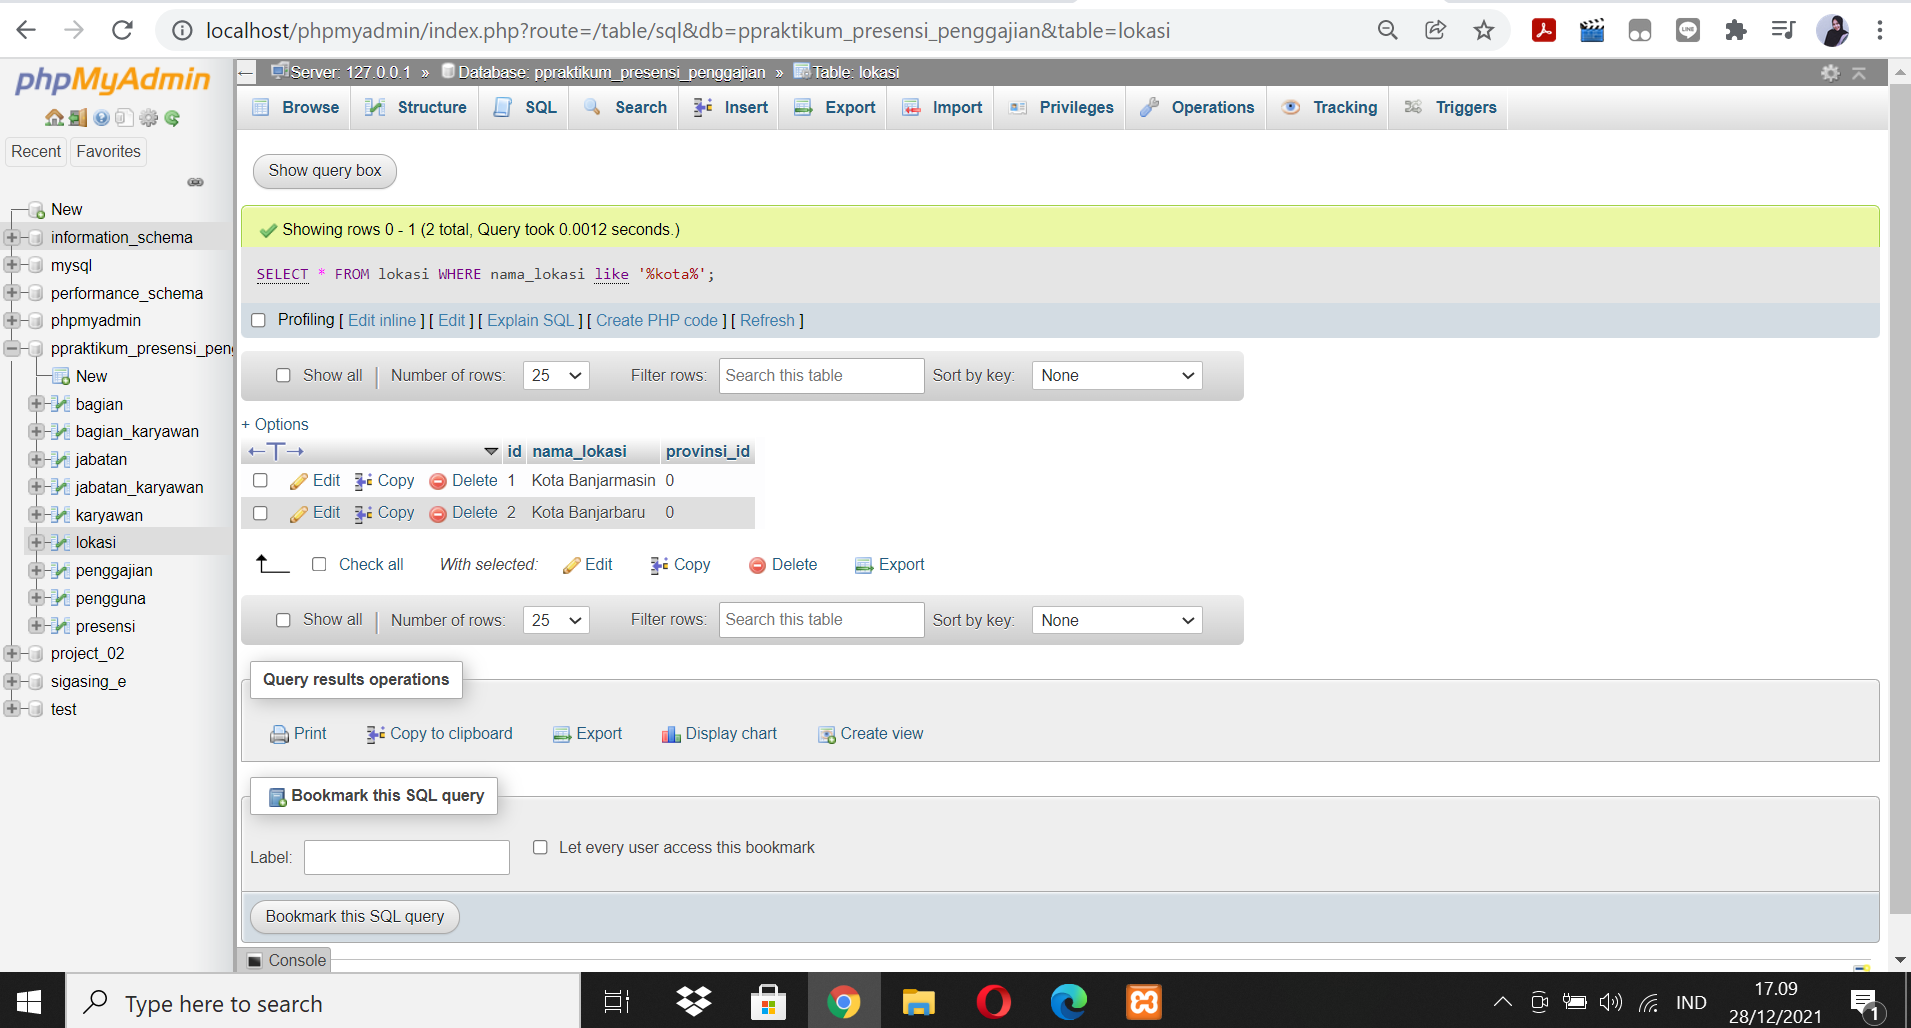 localhost/phpmyadmin/index.php?route=/table/sql&db=ppraktikum_presensi_penggajian&table=lokasi
phpMyAdmin
Recent Favorites
New
information_schema
mysql
performance_schema
phpmyadmin
ppraktikum_presensi_peng
New
bagian
bagian_karyawan
jabatan
jabatan_karyawan
karyawan
lokasi
penggajian
pengguna
presensi
project_02
sigasing_e
test
Server: 127.0.0.1 » Database: ppraktikum_presensi_penggajian » Table: lokasi
Browse Structure SQL Search Insert Export Import Privileges Operations Tracking Triggers
Show query box
Showing rows 0 - 1 (2 total, Query took 0.0012 seconds.)
SELECT * FROM lokasi WHERE nama_lokasi like '%kota%';
Profiling [ Edit inline ] [ Edit ] [ Explain SQL ] [ Create PHP code ] [ Refresh ]
Show all | Number of rows: 25 Filter rows: Search this table Sort by key: None
+ Options
←T→ id nama_lokasi provinsi_id
Edit Copy Delete 1 Kota Banjarmasin 0
Edit Copy Delete 2 Kota Banjarbaru 0
Check all With selected: Edit Copy Delete Export
Show all | Number of rows: 25 Filter rows: Search this table Sort by key: None
Query results operations
Print Copy to clipboard Export Display chart Create view
Bookmark this SQL query
Label: Let every user access this bookmark
Bookmark this SQL query
Console
Type here to search
IND
17.09
28/12/2021
1